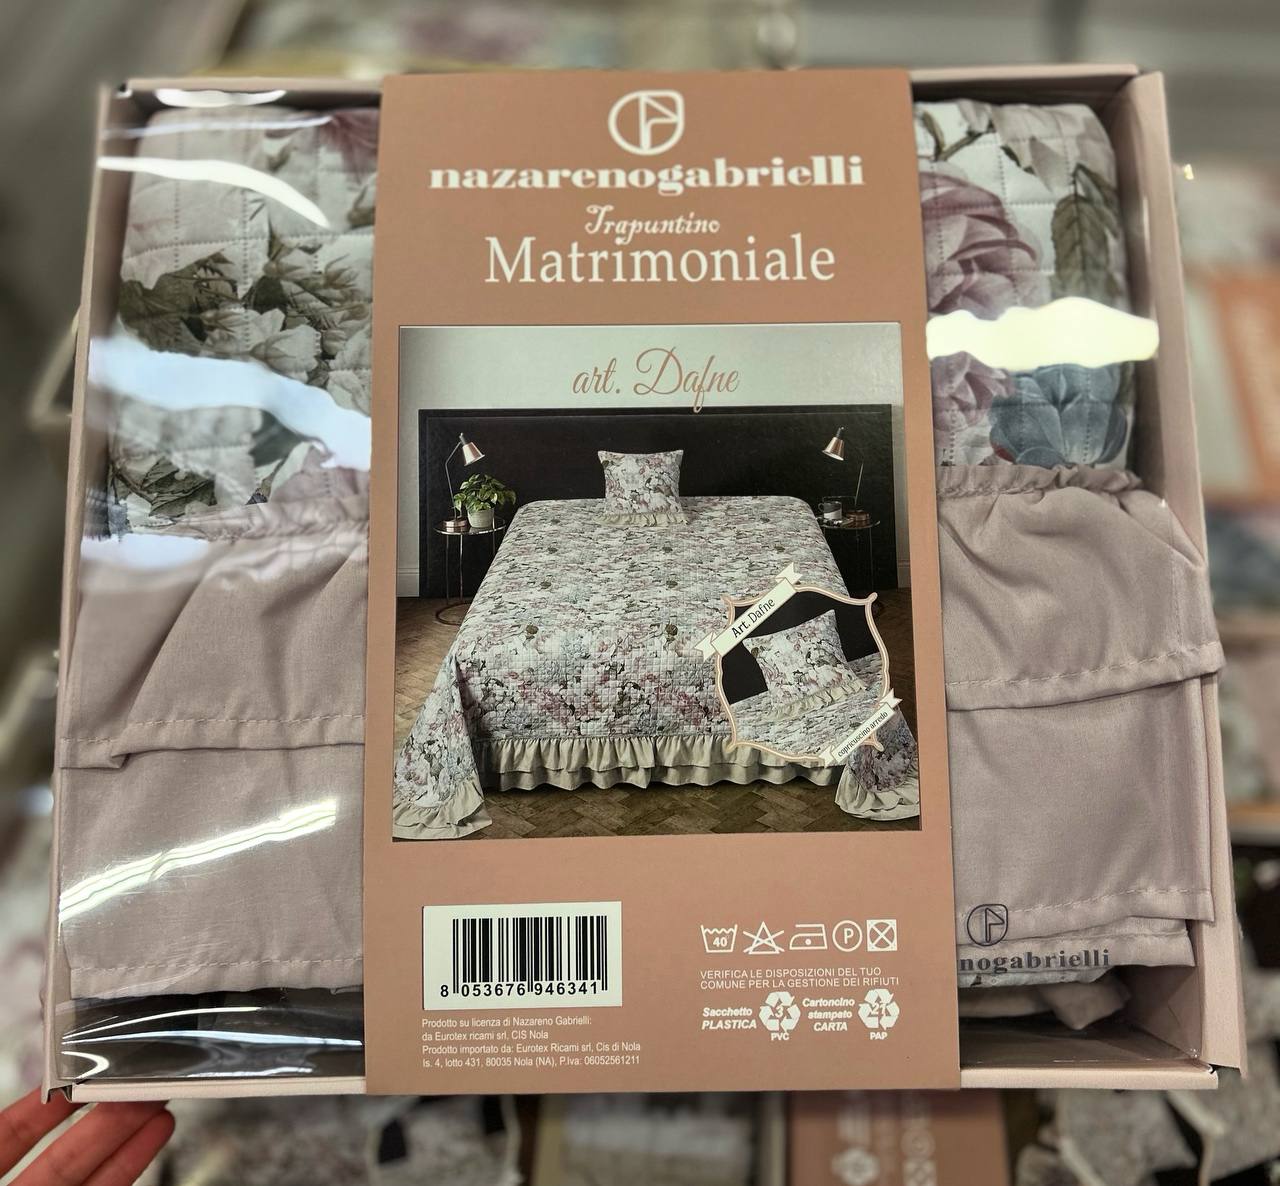 nazarenogabrielli
Trapuntino
Matrimoniale
art. Dafne
Art. Dafne
copricuscino arredo
8 053676 946341
40
P
VERIFICA LE DISPOSIZIONI DEL TUO
COMUNE PER LA GESTIONE DEI RIFIUTI
Sacchetto
PLASTICA
3
PVC
Cartoncino
stampato
CARTA
21
PAP
Prodotto su licenza di Nazareno Gabrielli:
da Eurotex ricami srl, CIS Nola
Prodotto importato da: Eurotex Ricami srl, Cis di Nola
Is. 4, lotto 431, 80035 Nola (NA), P.Iva: 06052561211
nogabrielli